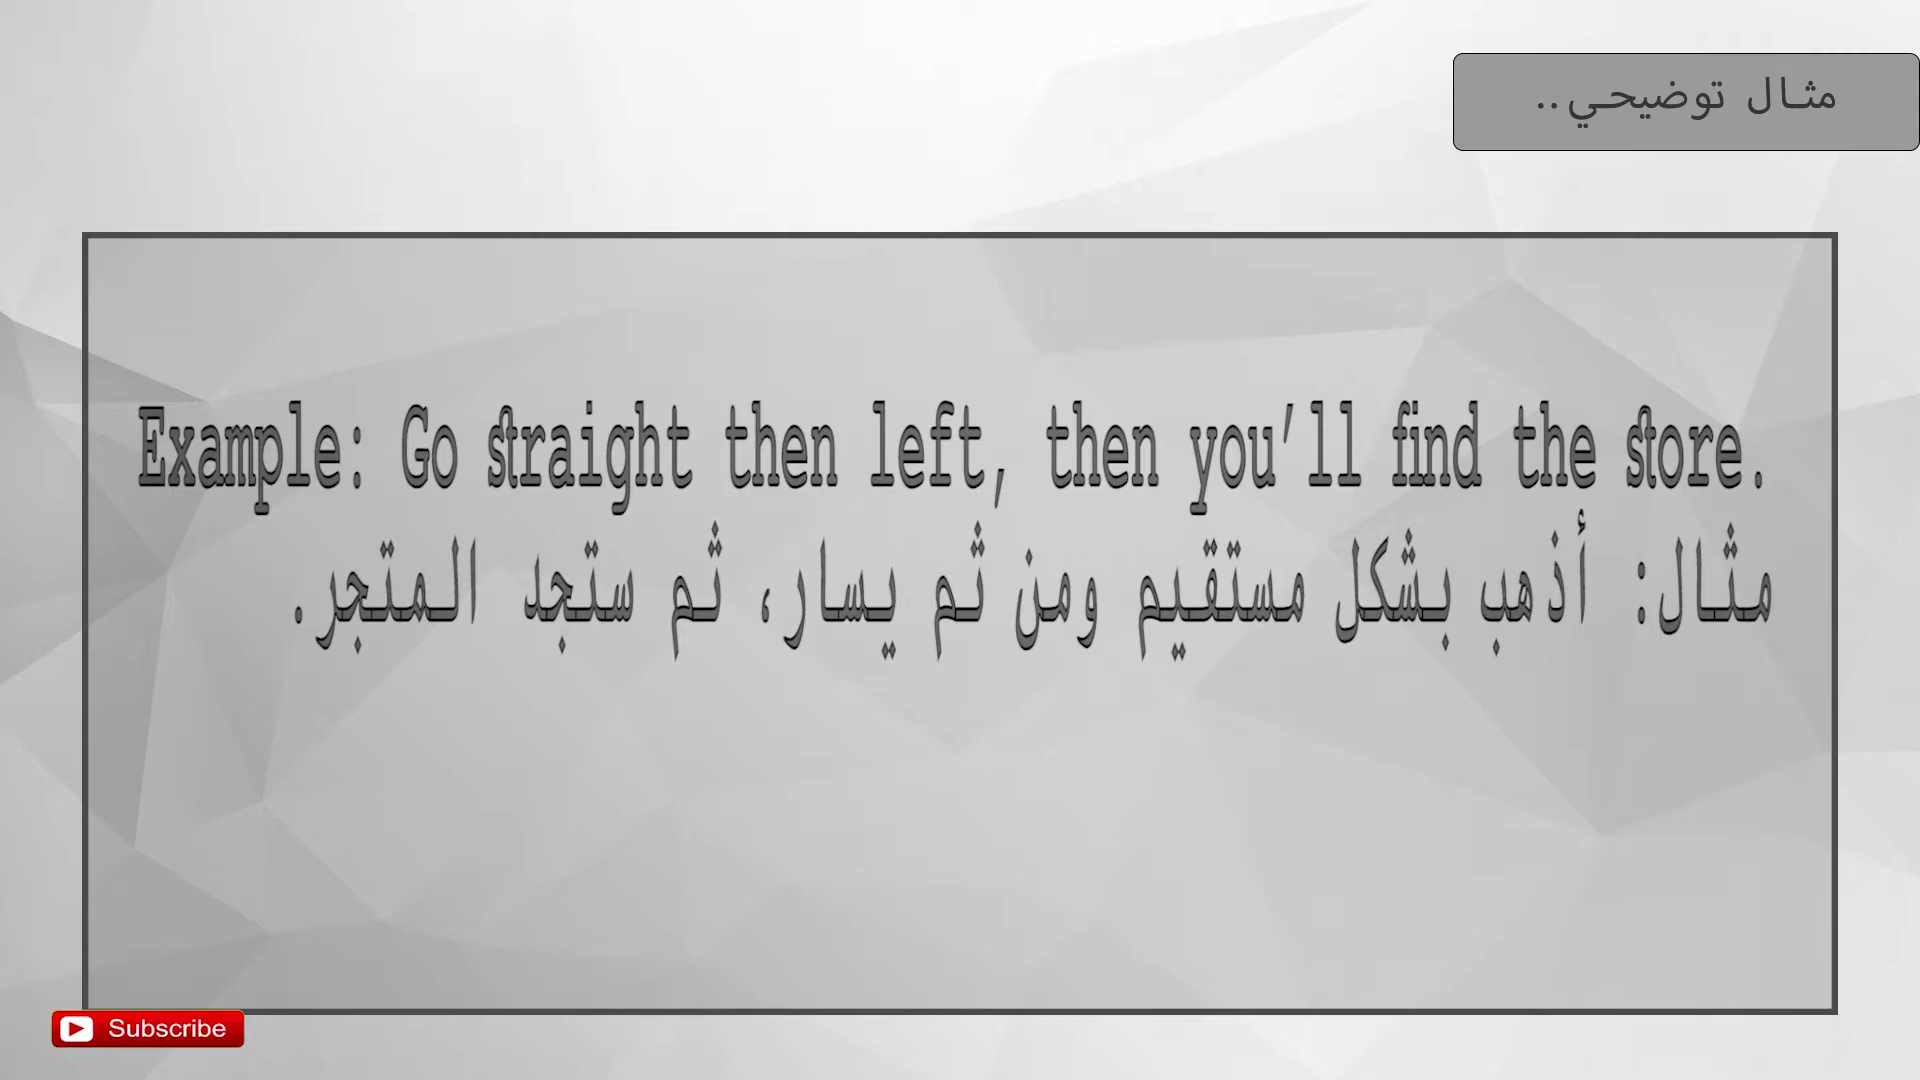 مثال توضيحي..
Example: Go straight then left, then you'll find the store.
مثال: أذهب بشكل مستقيم ومن ثم يسار، ثم ستجد المتجر.
Subscribe